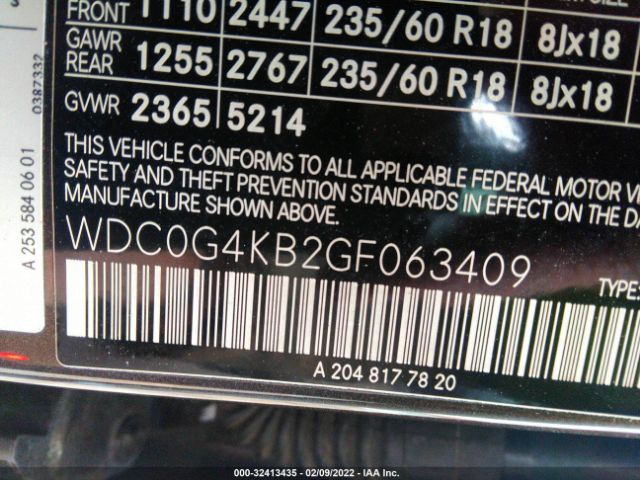 FRONT 1110 2447 235/60 R18 8Jx18
GAWR
REAR 1255 2767 235/60 R18 8Jx18
GVWR 2365 5214
THIS VEHICLE CONFORMS TO ALL APPLICABLE FEDERAL MOTOR
SAFETY AND THEFT PREVENTION STANDARDS IN EFFECT ON THE DA
MANUFACTURE SHOWN ABOVE.
WDC0G4KB2GF063409
TYPE:
A 204 817 78 20
A 253 584 06 01
0387332
000-32413435 - 02/09/2022 - IAA Inc.